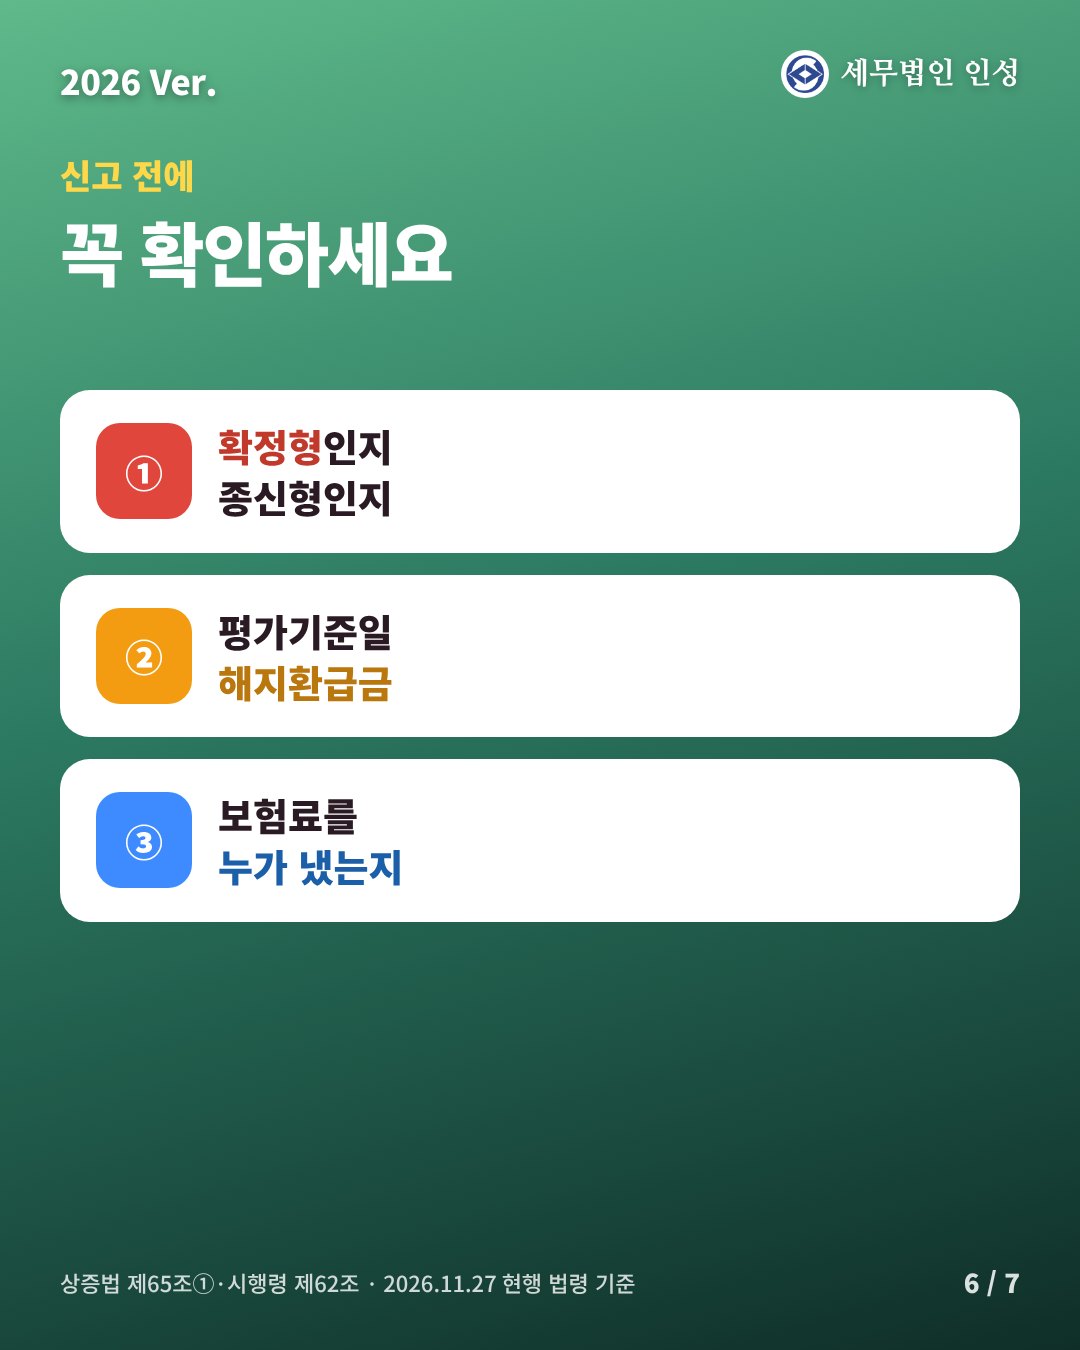 2026 Ver.
세무법인 인성
신고 전에
꼭 확인하세요
①
확정형인지
종신형인지
②
평가기준일
해지환급금
③
보험료를
누가 냈는지
상증법 제65조①·시행령 제62조 · 2026.11.27 현행 법령 기준
6 / 7